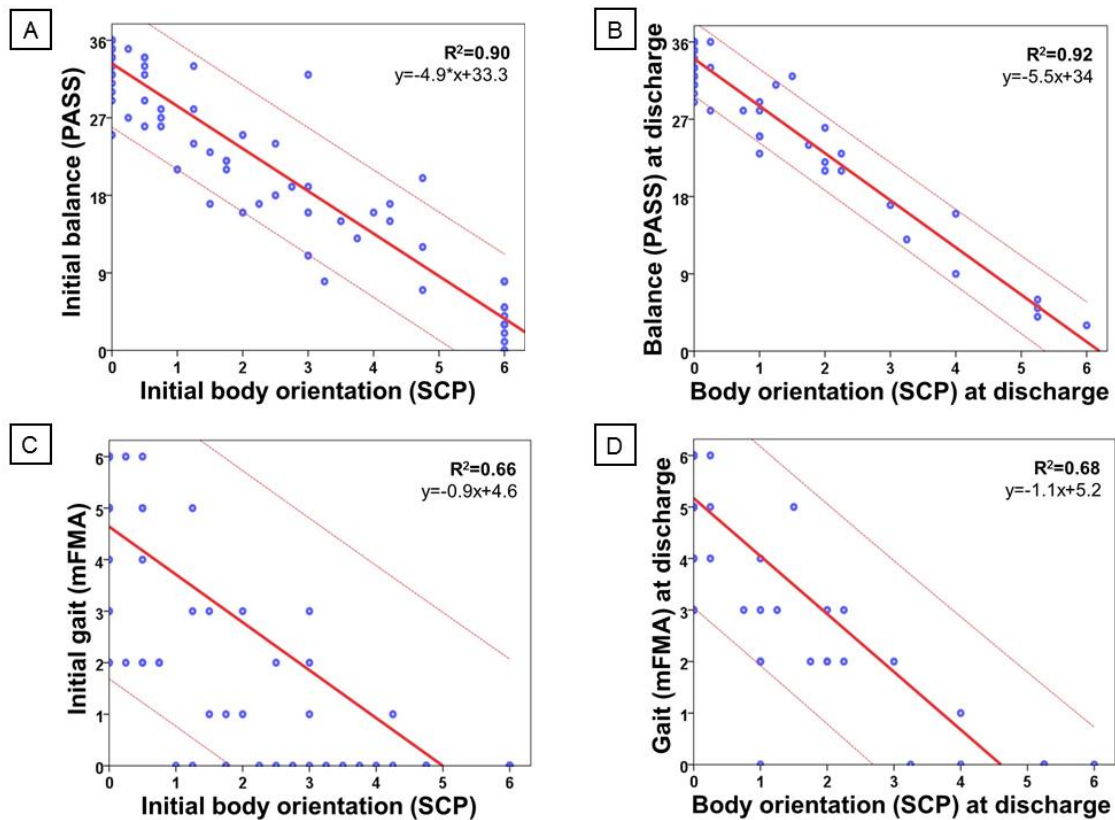 A
Initial balance (PASS)
36
27
18
9
0
R²=0.90
y=-4.9*x+33.3
0 1 2 3 4 5 6
Initial body orientation (SCP)
B
Balance (PASS) at discharge
36
27
18
9
0
R²=0.92
y=-5.5x+34
0 1 2 3 4 5 6
Body orientation (SCP) at discharge
C
Initial gait (mFMA)
6
5
4
3
2
1
0
R²=0.66
y=-0.9x+4.6
0 1 2 3 4 5 6
Initial body orientation (SCP)
D
Gait (mFMA) at discharge
6
5
4
3
2
1
0
R²=0.68
y=-1.1x+5.2
0 1 2 3 4 5 6
Body orientation (SCP) at discharge